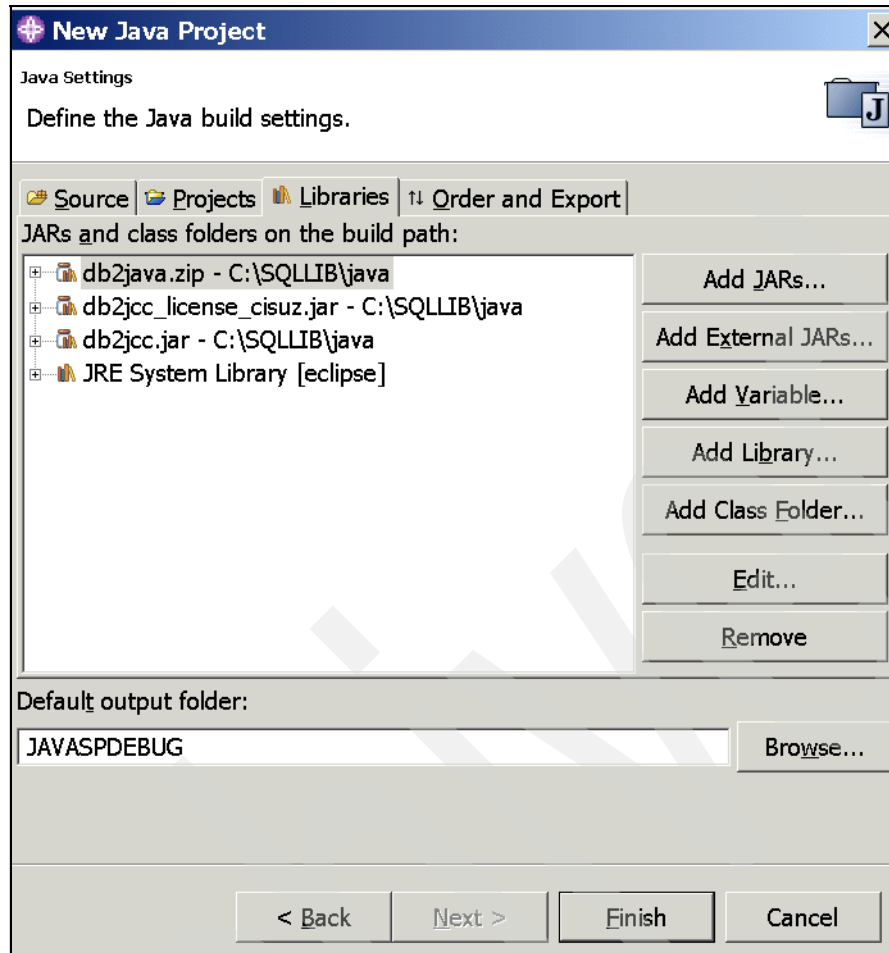 New Java Project
Java Settings
Define the Java build settings.
Source Projects Libraries Order and Export
JARs and class folders on the build path:
db2java.zip - C:\SQLLIB\java
db2jcc_license_cisuz.jar - C:\SQLLIB\java
db2jcc.jar - C:\SQLLIB\java
JRE System Library [eclipse]
Add JARs...
Add External JARs...
Add Variable...
Add Library...
Add Class Folder...
Edit...
Remove
Default output folder:
JAVASPDEBUG
Browse...
< Back Next > Finish Cancel